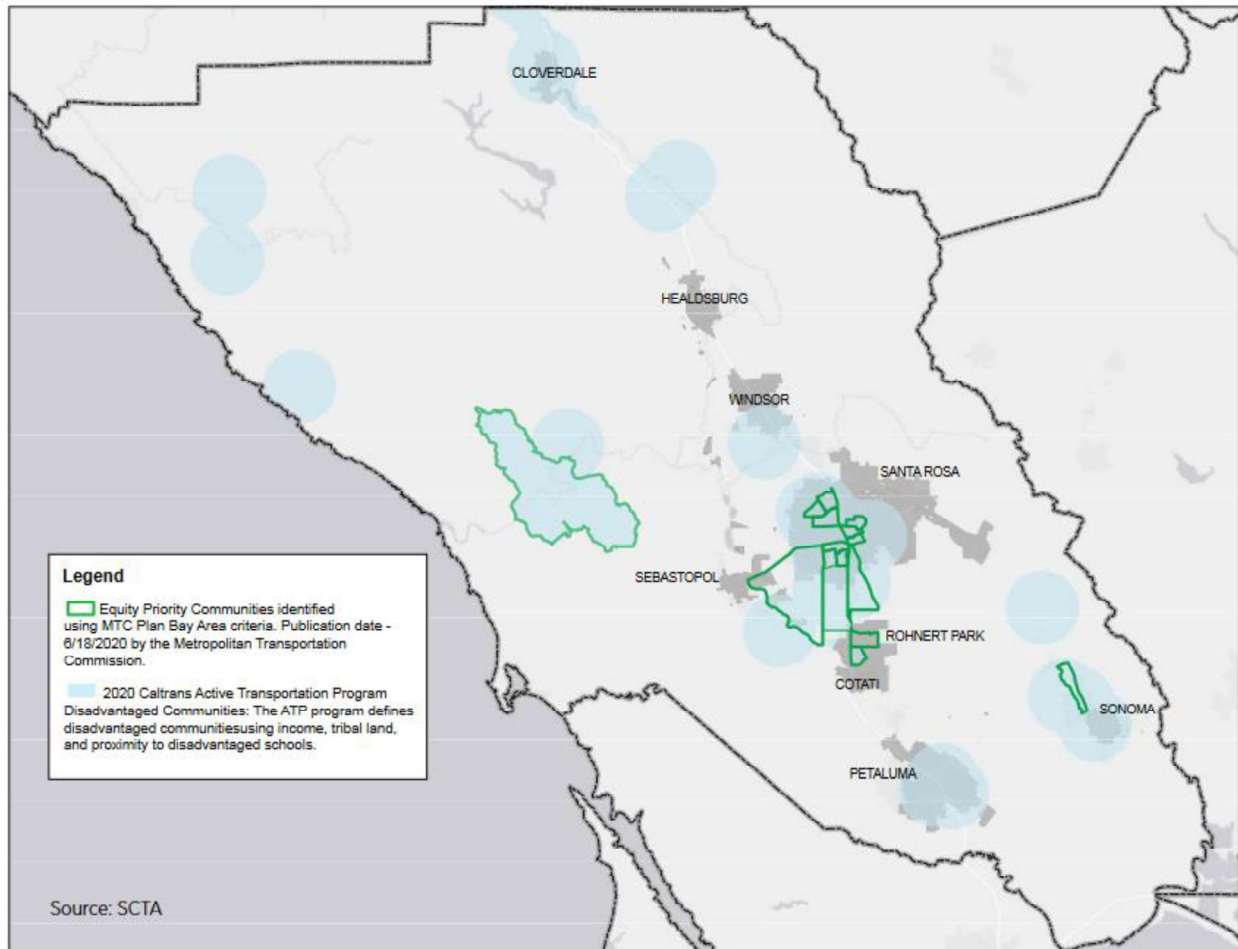 CLOVERDALE
HEALDSBURG
WINDSOR
SANTA ROSA
SEBASTOPOL
ROHNERT PARK
COTATI
SONOMA
PETALUMA
Legend
Equity Priority Communities identified
using MTC Plan Bay Area criteria. Publication date -
6/18/2020 by the Metropolitan Transportation
Commission.
2020 Caltrans Active Transportation Program
Disadvantaged Communities: The ATP program defines
disadvantaged communitiesusing income, tribal land,
and proximity to disadvantaged schools.
Source: SCTA